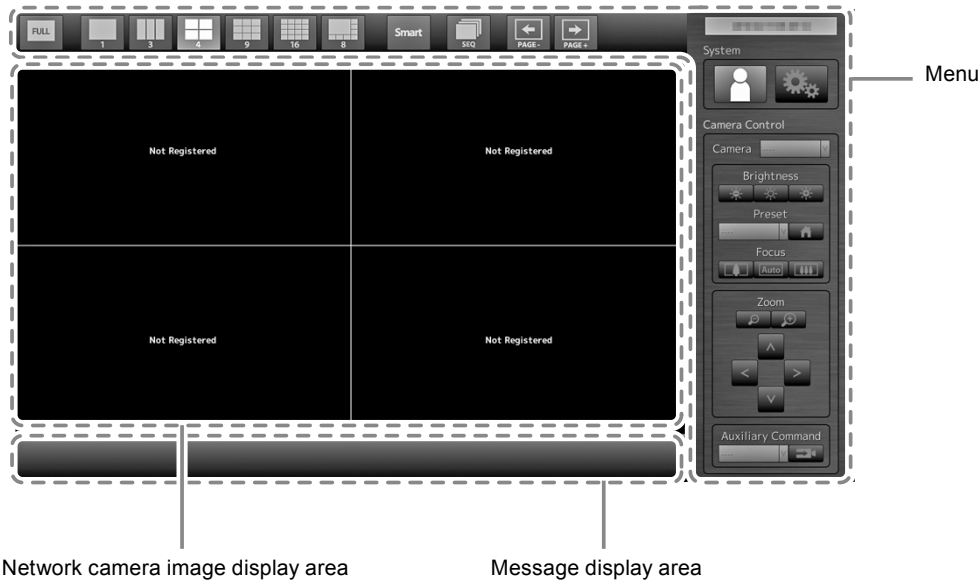 FULL 1 3 4 9 16 8 Smart SEQ PAGE- PAGE+
System
Menu
Camera Control
Camera ----
Brightness
Preset
----
Focus
Auto
Zoom
Auxiliary Command
----
Not Registered Not Registered
Not Registered Not Registered
Network camera image display area Message display area